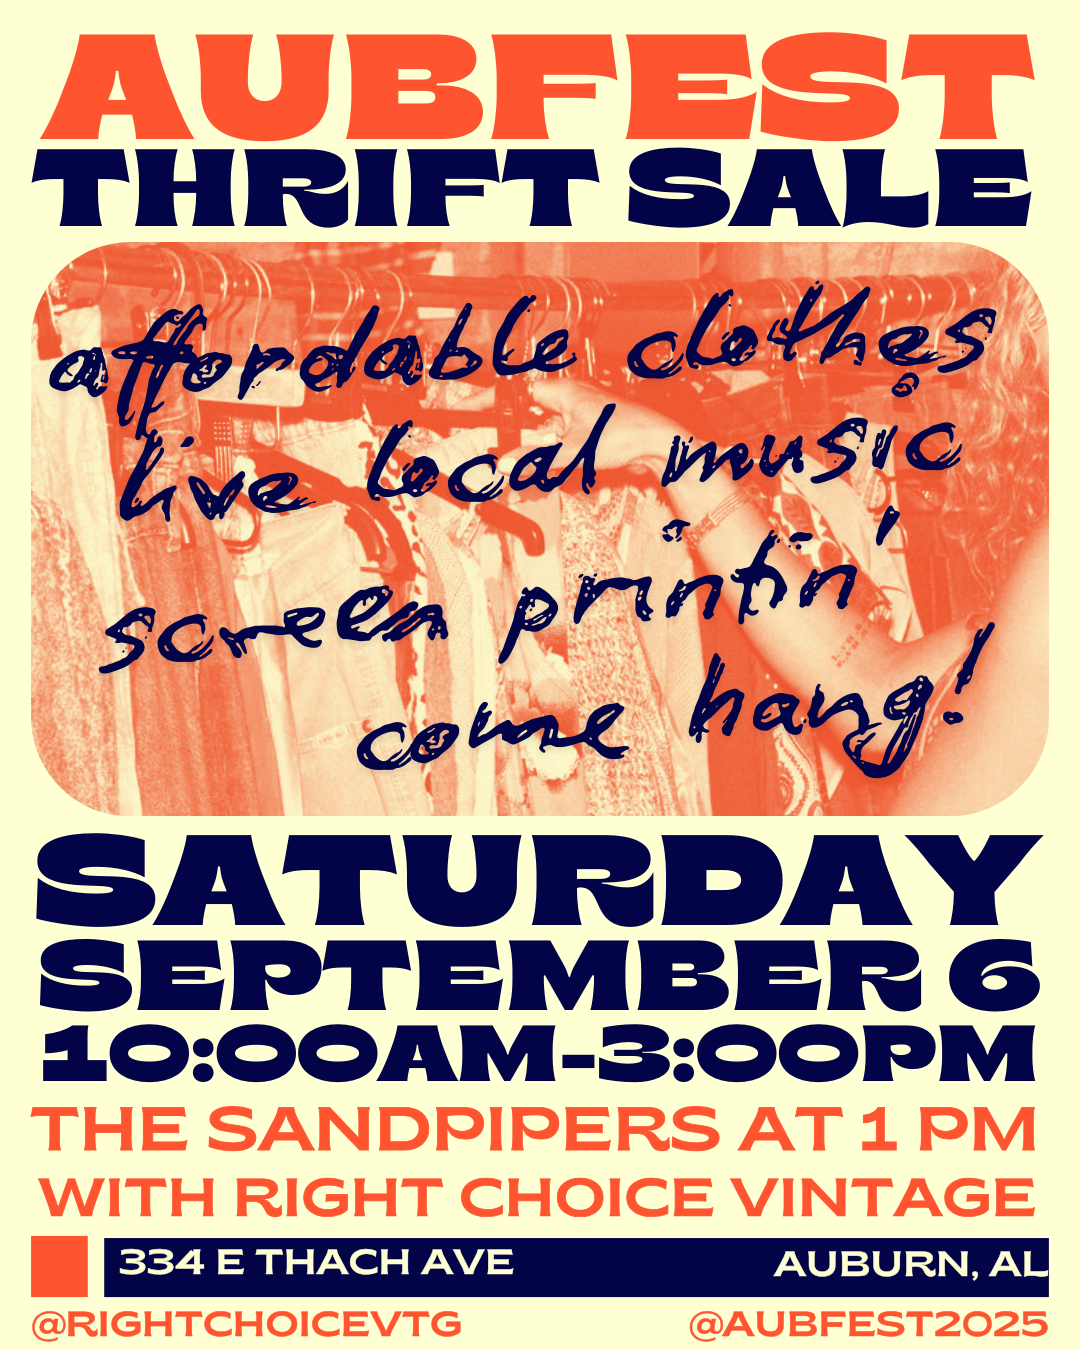 AUBFEST
THRIFT SALE
affordable clothes
live local music
screen printin'
come hang!
SATURDAY
SEPTEMBER 6
10:00AM-3:00PM
THE SANDPIPERS AT 1 PM
WITH RIGHT CHOICE VINTAGE
334 E THACH AVE AUBURN, AL
@RIGHTCHOICEVTG @AUBFEST2025